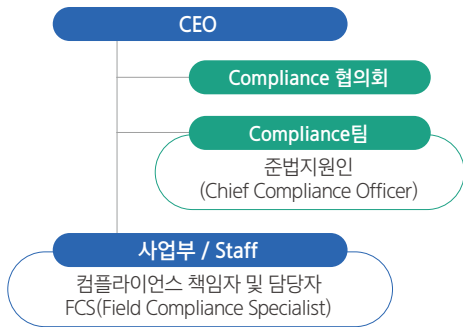 CEO
Compliance 협의회
Compliance팀
준법지원인
(Chief Compliance Officer)
사업부 / Staff
컴플라이언스 책임자 및 담당자
FCS(Field Compliance Specialist)